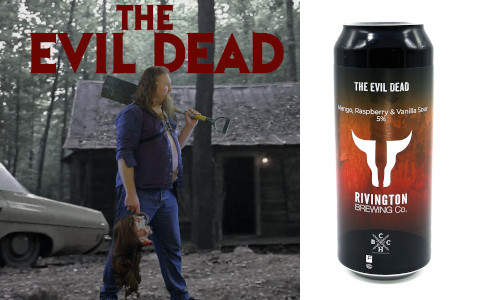 THE
EVIL DEAD
THE EVIL DEAD
Mango, Raspberry & Vanilla Sour
5%
RIVINGTON
BREWING Co.
C
B C
H